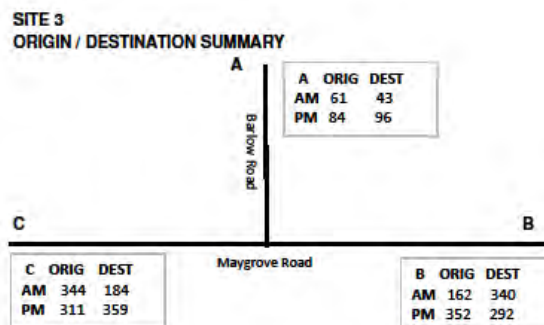 SITE 3
ORIGIN / DESTINATION SUMMARY
A
A ORIG DEST
AM 61 43
PM 84 96
Barlow Road
C
B
Maygrove Road
C ORIG DEST
AM 344 184
PM 311 359
B ORIG DEST
AM 162 340
PM 352 292